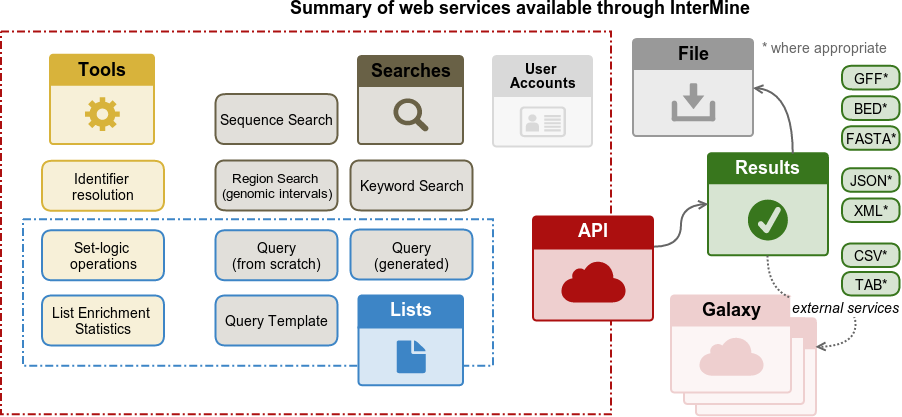 Summary of web services available through InterMine
Tools
Searches
User
Accounts
File
* where appropriate
GFF*
BED*
FASTA*
JSON*
XML*
CSV*
TAB*
Sequence Search
Identifier
resolution
Region Search
(genomic intervals)
Keyword Search
Results
Set-logic
operations
Query
(from scratch)
Query
(generated)
API
List Enrichment
Statistics
Query Template
Lists
Galaxy
external services